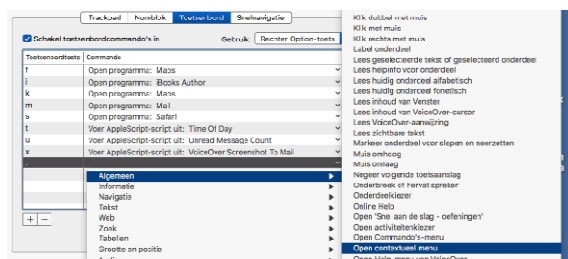 Trackpad Numblok Toetsenbord Snelnavigatie
Schakel toetsenbordcommando's in Gebruik: Rechter Option-toets
Toetsenbordtoets Commando
f Open programma: Maps
i Open programma: iBooks Author
k Open programma: Maps
m Open programma: Mail
s Open programma: Safari
t Voer AppleScript-script uit: Time Of Day
u Voer AppleScript-script uit: Unread Message Count
x Voer AppleScript-script uit: VoiceOver Screenshot To Mail
Algemeen
Informatie
Navigatie
Tekst
Web
Zoek
Tabellen
Grootte en positie
Klik dubbel met muis
Klik met muis
Klik rechts met muis
Label onderdeel
Lees geselecteerde tekst of geselecteerd onderdeel
Lees helpinfo voor onderdeel
Lees huidig onderdeel alfabetisch
Lees huidig onderdeel fonetisch
Lees inhoud van Venster
Lees inhoud van VoiceOver-cursor
Lees VoiceOver-aanwijzing
Lees zichtbare tekst
Markeer onderdeel voor slepen en neerzetten
Muis omhoog
Muis omlaag
Negeer volgende toetsaanslag
Onderbreek of hervat spreken
Onderdeelkiezer
Online Help
Open 'Snel aan de slag - oefeningen'
Open activiteitenkiezer
Open Commando's-menu
Open contextueel menu
Open Help-menu van VoiceOver